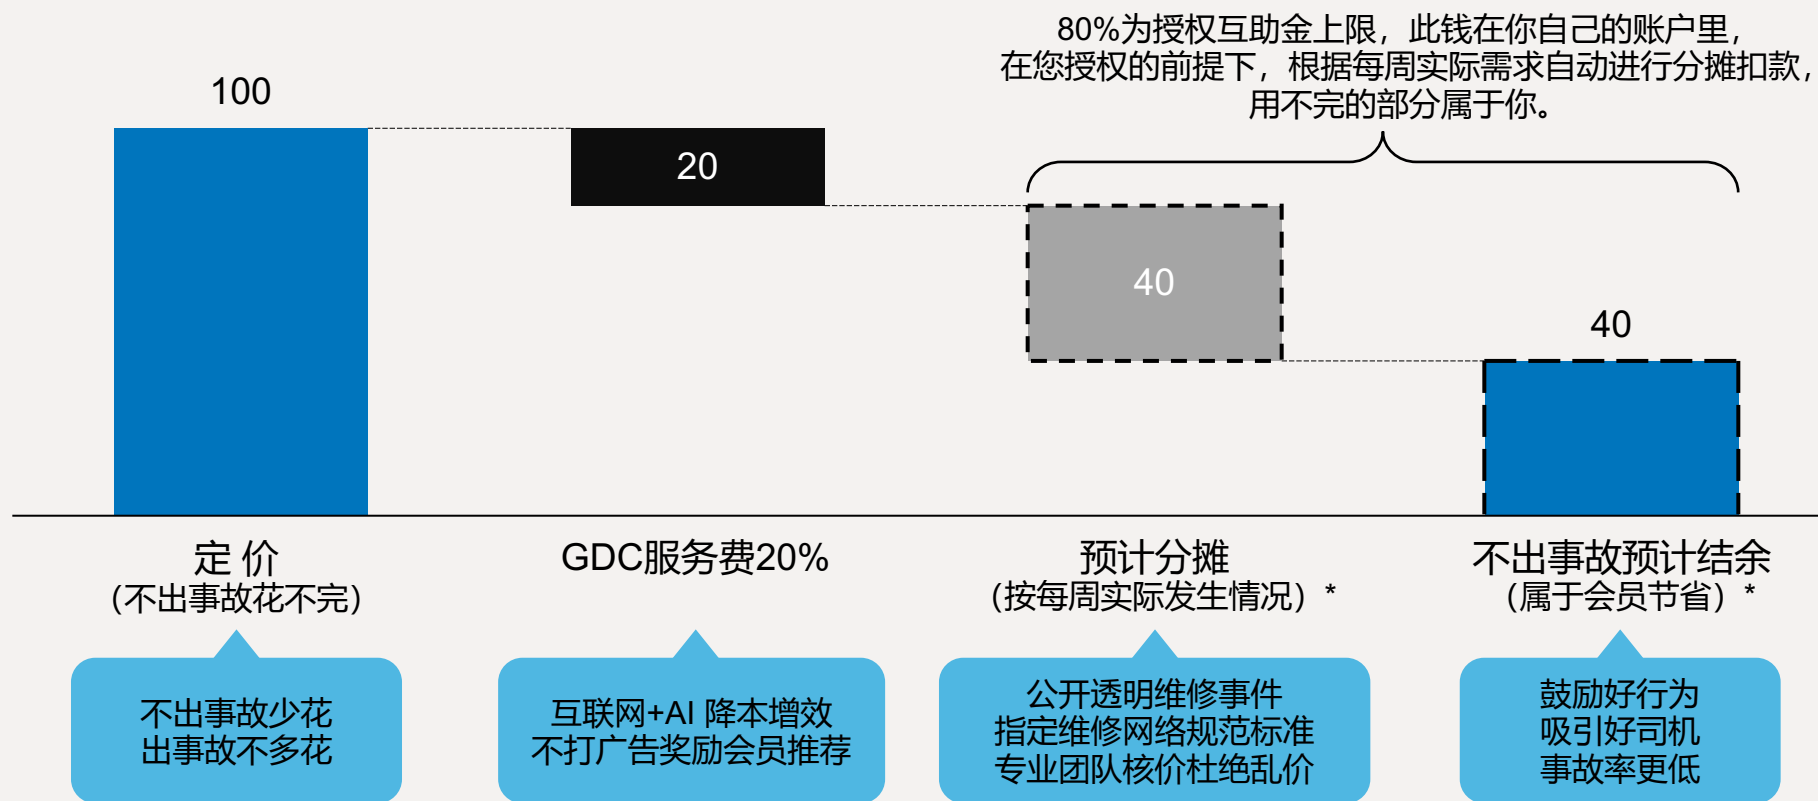 80%为授权互助金上限，此钱在你自己的账户里，
在您授权的前提下，根据每周实际需求自动进行分摊扣款，
用不完的部分属于你。
100
20
40
40
定 价
（不出事故花不完）
GDC服务费20%
预计分摊
（按每周实际发生情况）*
不出事故预计结余
（属于会员节省）*
不出事故少花
出事故不多花
互联网+AI 降本增效
不打广告奖励会员推荐
公开透明维修事件
指定维修网络规范标准
专业团队核价杜绝乱价
鼓励好行为
吸引好司机
事故率更低